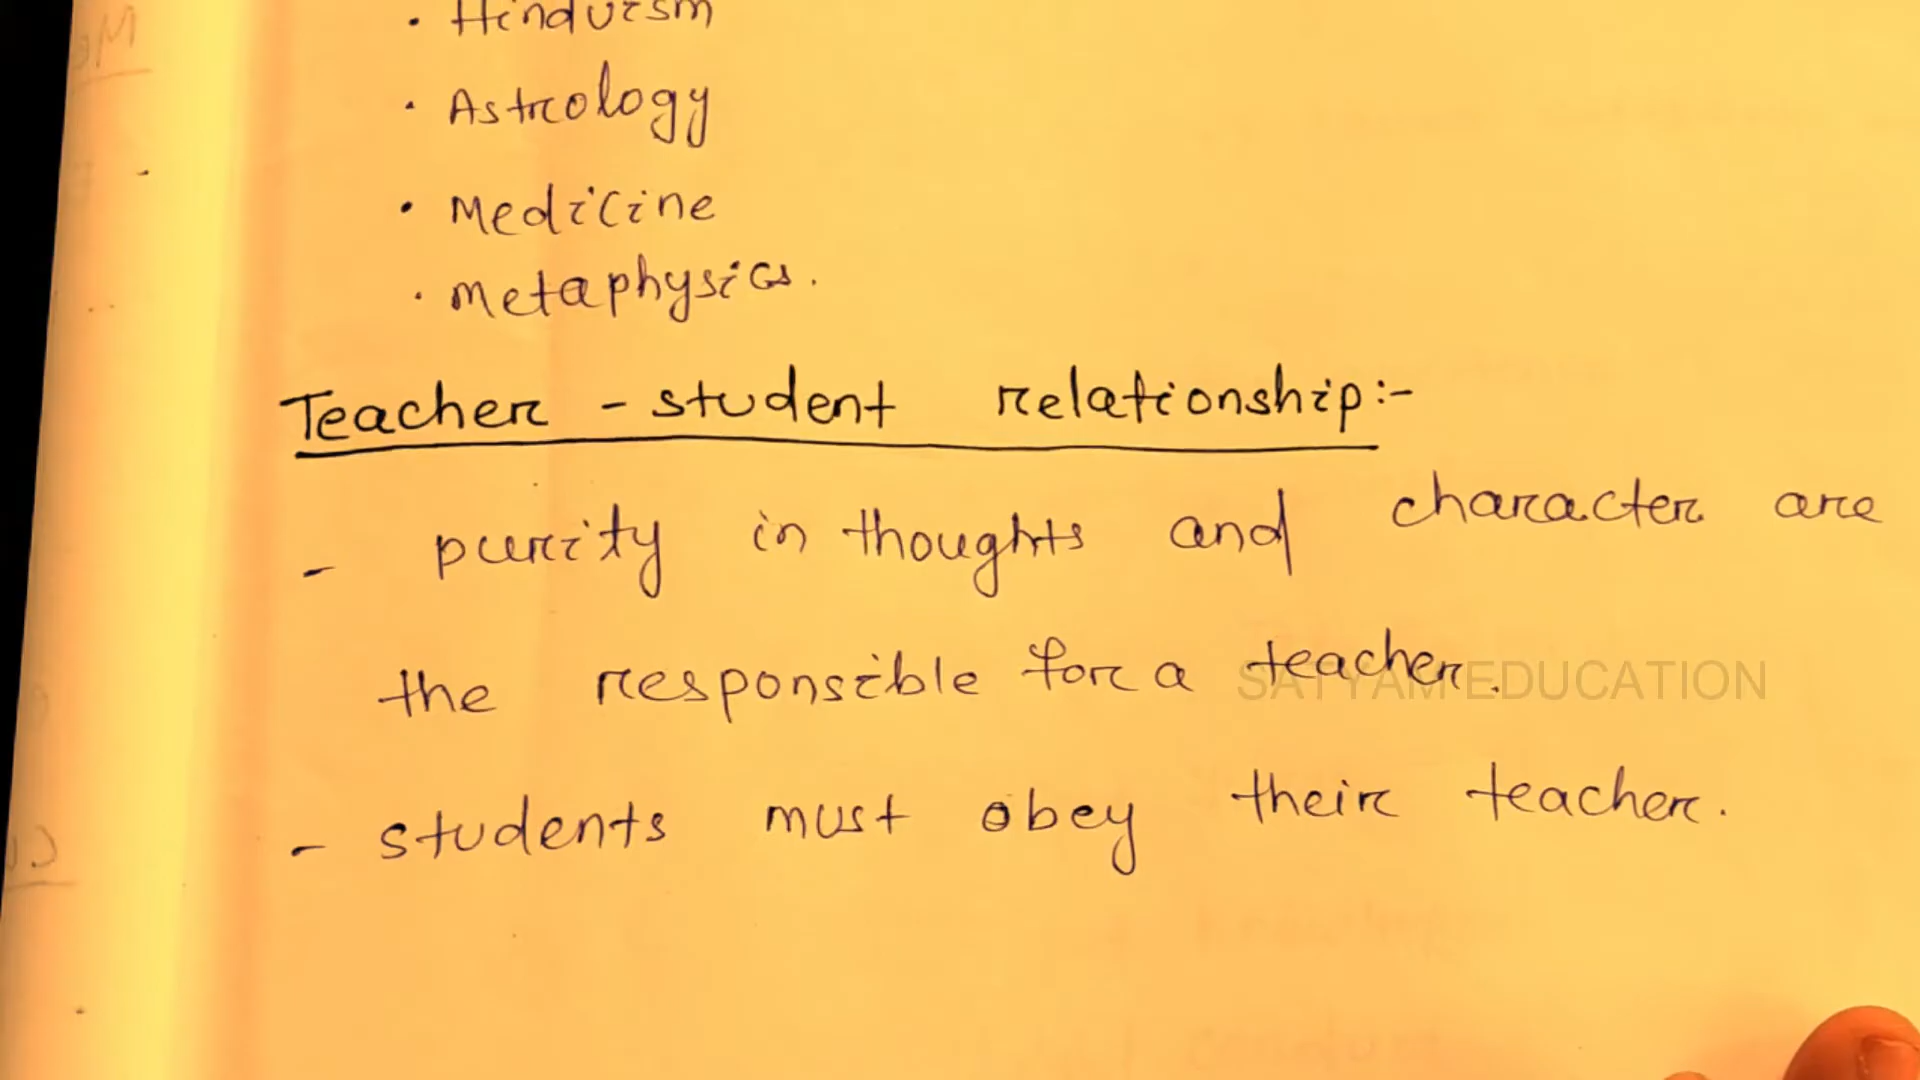 • Hinduism
• Astrology
• Medicine
• Metaphysics.
Teacher - student relationship:-
- purity in thoughts and character are
the responsible for a teacher.
SATYAM EDUCATION
- students must obey their teacher.